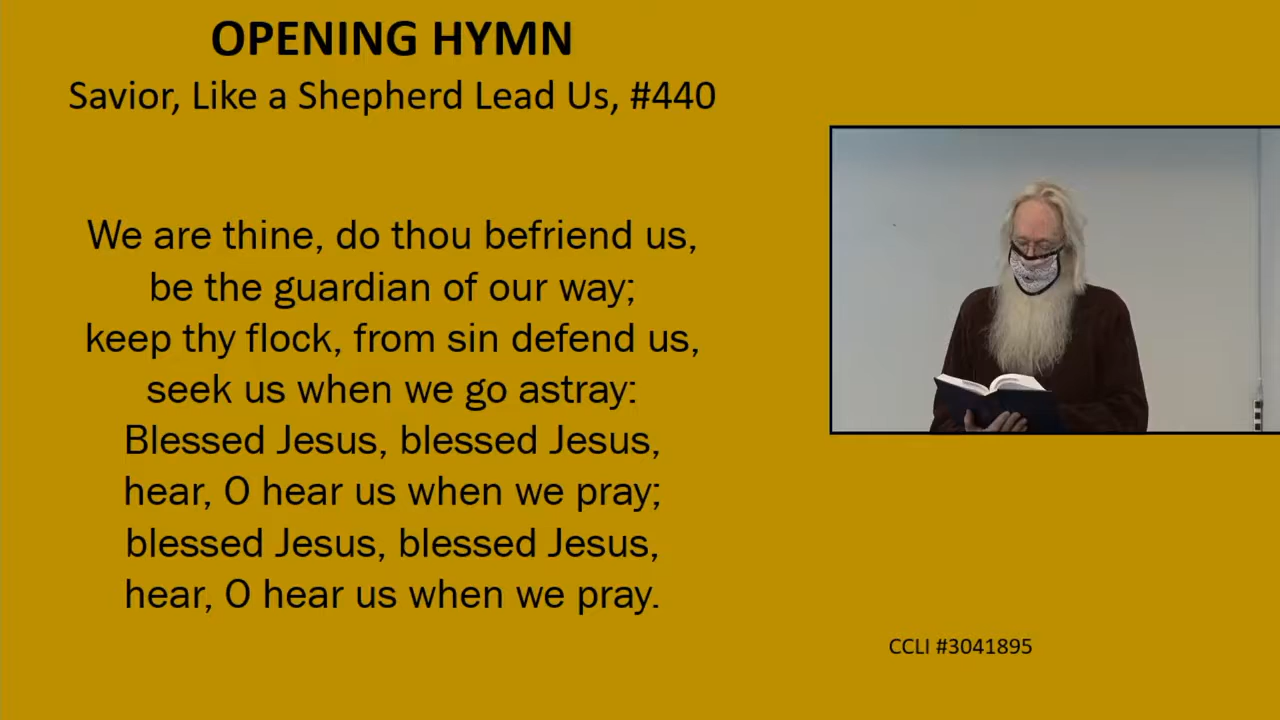 OPENING HYMN
Savior, Like a Shepherd Lead Us, #440
We are thine, do thou befriend us,
be the guardian of our way;
keep thy flock, from sin defend us,
seek us when we go astray:
Blessed Jesus, blessed Jesus,
hear, O hear us when we pray;
blessed Jesus, blessed Jesus,
hear, O hear us when we pray.
CCLI #3041895